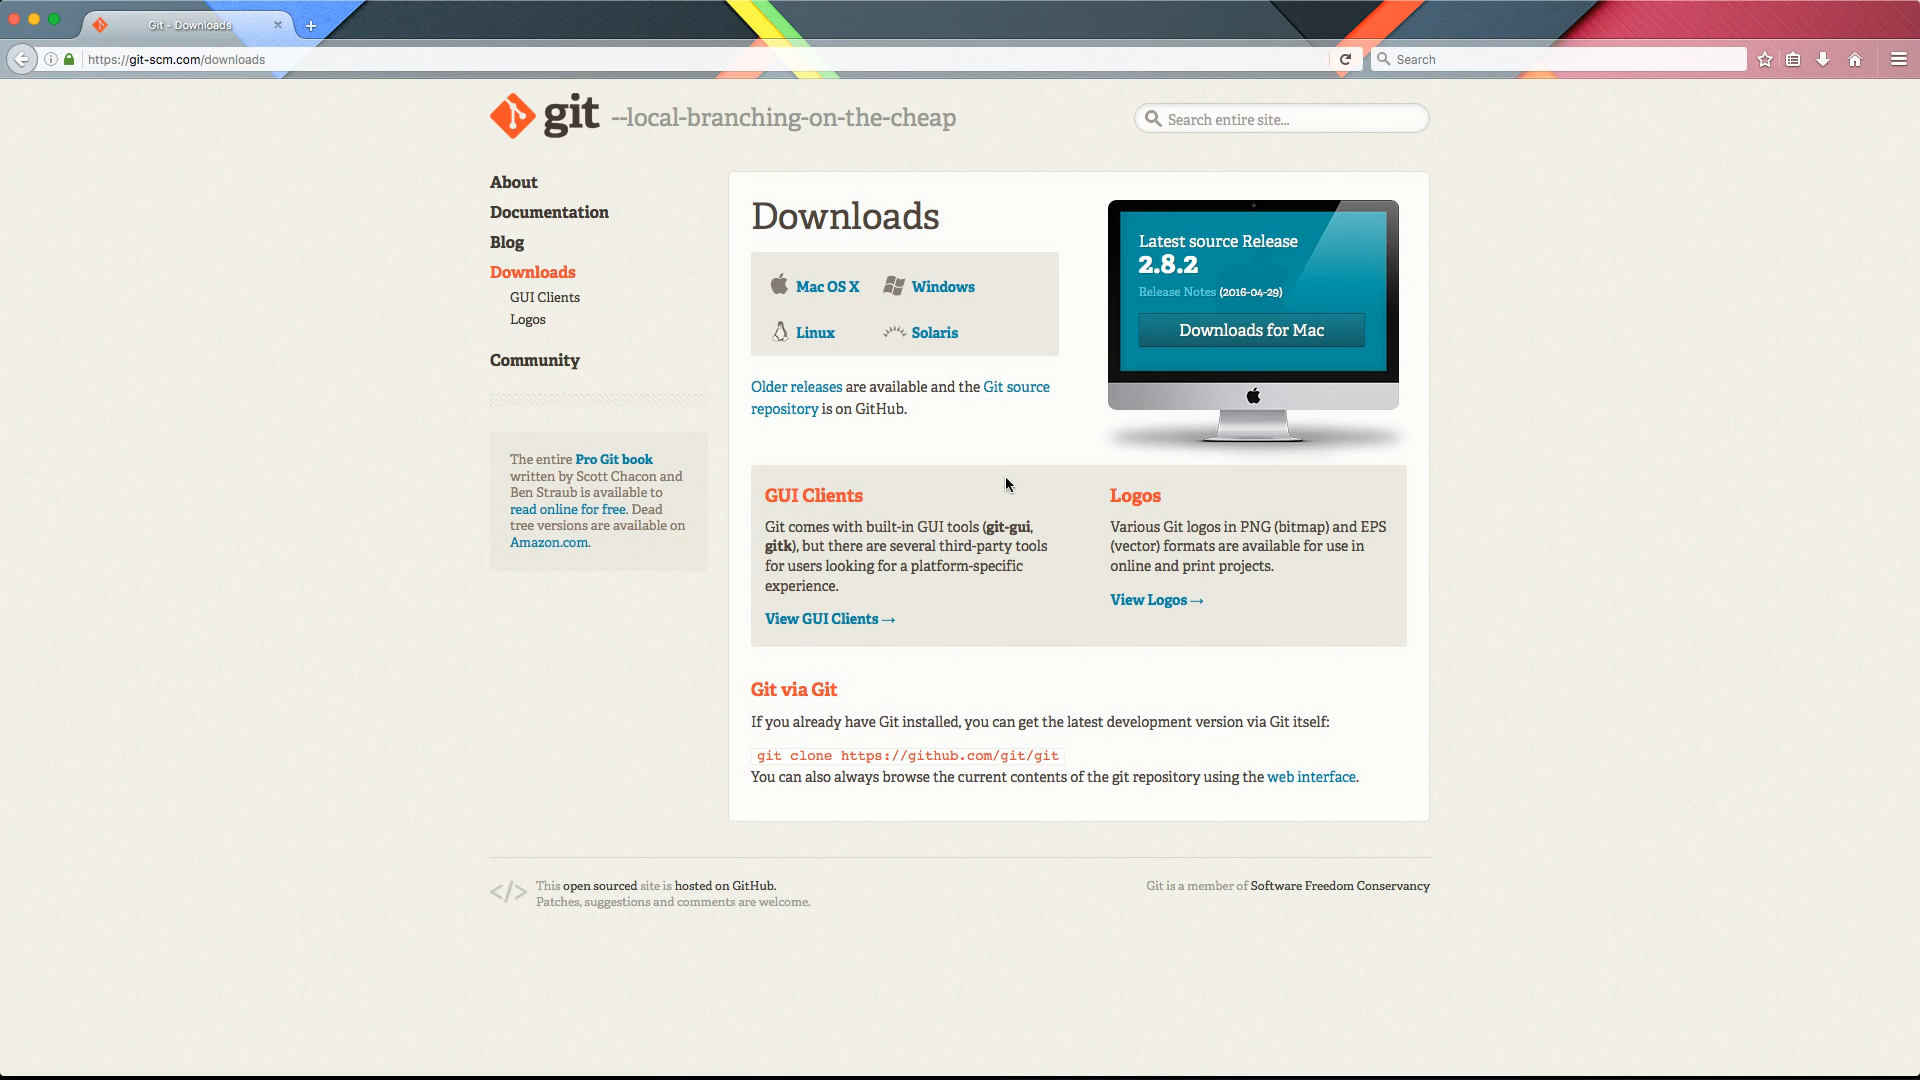 Git - Downloads
https://git-scm.com/downloads
Search
git --local-branching-on-the-cheap
Search entire site...
About
Documentation
Blog
Downloads
GUI Clients
Logos
Community
The entire Pro Git book
written by Scott Chacon and
Ben Straub is available to
read online for free. Dead
tree versions are available on
Amazon.com.
Downloads
Mac OS X
Windows
Linux
Solaris
Older releases are available and the Git source
repository is on GitHub.
Latest source Release
2.8.2
Release Notes (2016-04-29)
Downloads for Mac
GUI Clients
Git comes with built-in GUI tools (git-gui,
gitk), but there are several third-party tools
for users looking for a platform-specific
experience.
View GUI Clients →
Logos
Various Git logos in PNG (bitmap) and EPS
(vector) formats are available for use in
online and print projects.
View Logos →
Git via Git
If you already have Git installed, you can get the latest development version via Git itself:
git clone https://github.com/git/git
You can also always browse the current contents of the git repository using the web interface.
</> This open sourced site is hosted on GitHub.
Patches, suggestions and comments are welcome.
Git is a member of Software Freedom Conservancy